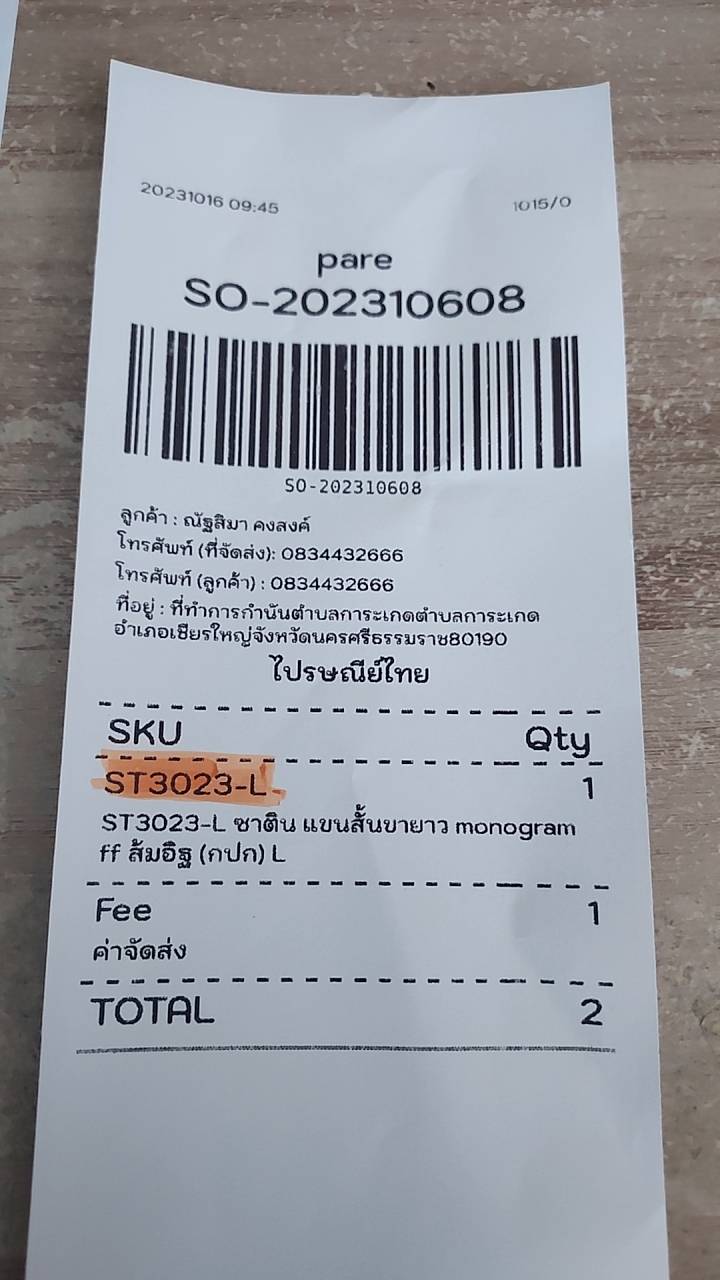 20231016 09:45
1015/0
pare
SO-202310608
SO-202310608
ลูกค้า : ณัฐสิมา คงสงค์
โทรศัพท์ (ที่จัดส่ง): 0834432666
โทรศัพท์ (ลูกค้า) : 0834432666
ที่อยู่ : ที่ทำการกำนันตำบลการะเกดตำบลการะเกด
อำเภอเชียรใหญ่จังหวัดนครศรีธรรมราช80190
ไปรษณีย์ไทย
SKU Qty
ST3023-L 1
ST3023-L ซาติน แขนสั้นขายาว monogram
ff ส้มอิฐ (กปก) L
Fee 1
ค่าจัดส่ง
TOTAL 2